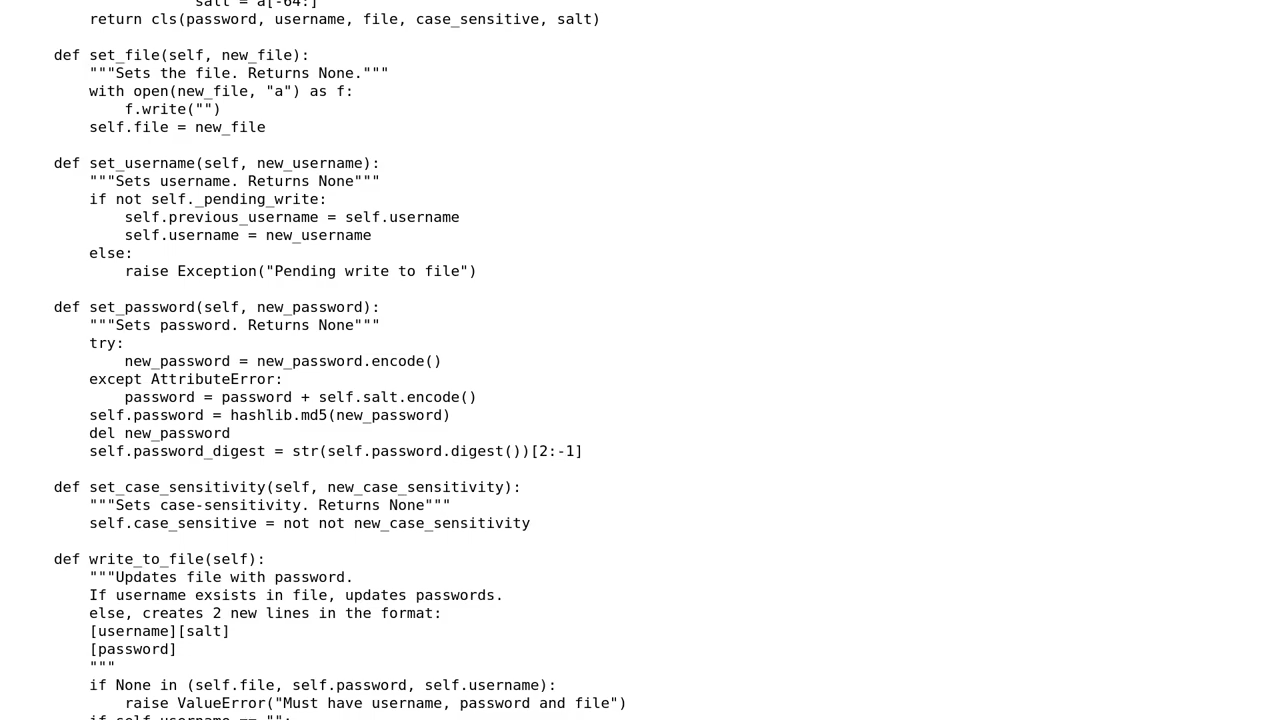 salt = a[-64:]
        return cls(password, username, file, case_sensitive, salt)

    def set_file(self, new_file):
        """Sets the file. Returns None."""
        with open(new_file, "a") as f:
            f.write("")
        self.file = new_file

    def set_username(self, new_username):
        """Sets username. Returns None"""
        if not self._pending_write:
            self.previous_username = self.username
            self.username = new_username
        else:
            raise Exception("Pending write to file")

    def set_password(self, new_password):
        """Sets password. Returns None"""
        try:
            new_password = new_password.encode()
        except AttributeError:
            password = password + self.salt.encode()
        self.password = hashlib.md5(new_password)
        del new_password
        self.password_digest = str(self.password.digest())[2:-1]

    def set_case_sensitivity(self, new_case_sensitivity):
        """Sets case-sensitivity. Returns None"""
        self.case_sensitive = not not new_case_sensitivity

    def write_to_file(self):
        """Updates file with password.
        If username exsists in file, updates passwords.
        else, creates 2 new lines in the format:
        [username][salt]
        [password]
        """
        if None in (self.file, self.password, self.username):
            raise ValueError("Must have username, password and file")
        if self.username == "":